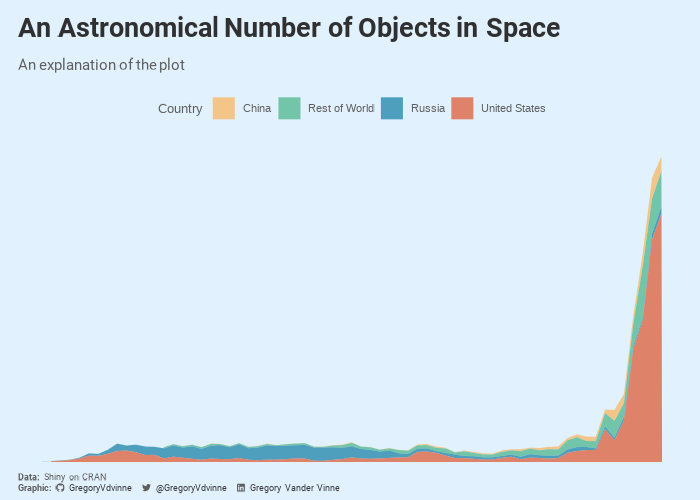 An Astronomical Number of Objects in Space
An explanation of the plot
Country China Rest of World Russia United States
Data: Shiny on CRAN
Graphic: GregoryVdvinne @GregoryVdvinne Gregory Vander Vinne